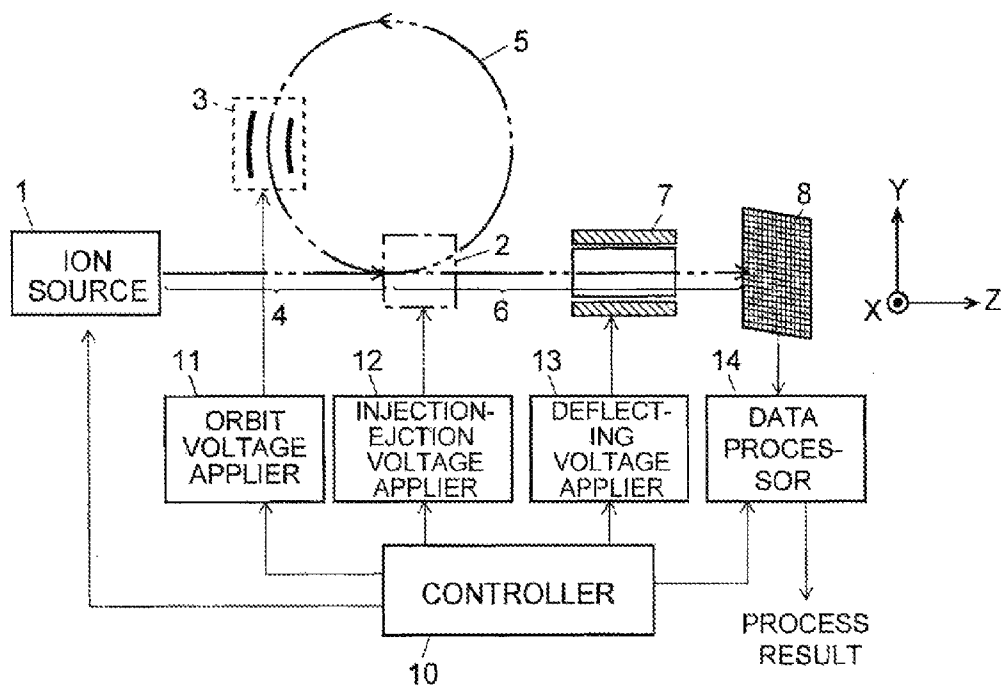 5
3
1
ION
SOURCE
2
7
8
Y
X
Z
4
6
11
ORBIT
VOLTAGE
APPLIER
12
INJECTION-
EJCTION
VOLTAGE
APPLIER
13
DEFLECT-
ING
VOLTAGE
APPLIER
14
DATA
PROCES-
SOR
CONTROLLER
10
PROCESS
RESULT